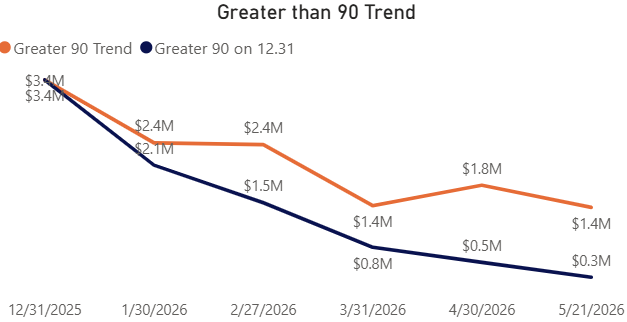 Greater than 90 Trend
Greater 90 Trend Greater 90 on 12.31
$3.4M
$3.4M
$2.4M
$2.4M
$2.1M
$1.8M
$1.5M
$1.4M
$1.4M
$0.5M
$0.8M
$0.3M
12/31/2025 1/30/2026 2/27/2026 3/31/2026 4/30/2026 5/21/2026